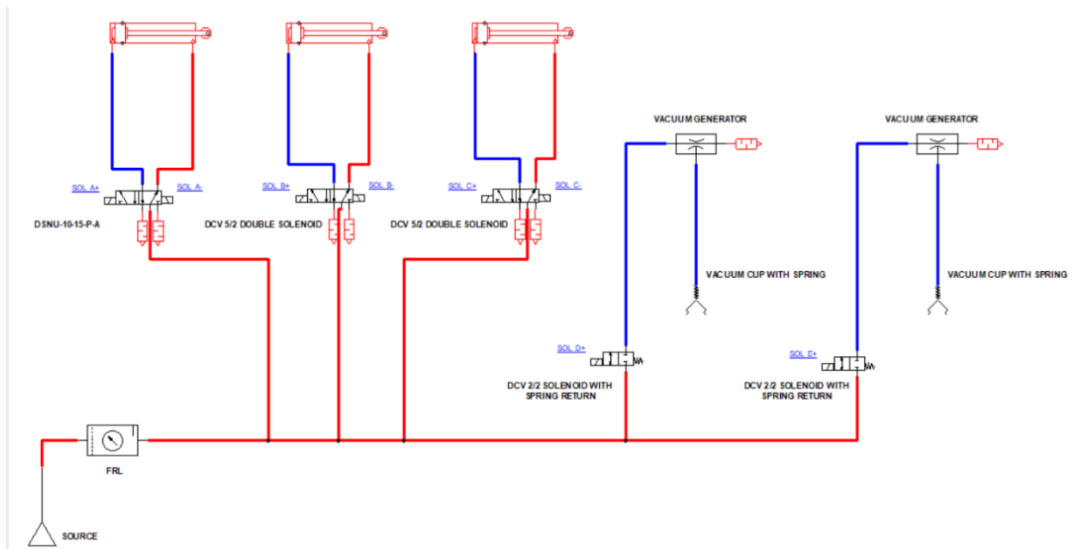 VACUUM GENERATOR
VACUUM GENERATOR
SOL A+
SOL A-
SOL B+
SOL B-
SOL C+
SOL C-
DSNU-10-15-P-A
DCV 5/2 DOUBLE SOLENOID
DCV 5/2 DOUBLE SOLENOID
VACUUM CUP WITH SPRING
VACUUM CUP WITH SPRING
SOL D+
SOL E+
DCV 2/2 SOLENOID WITH
SPRING RETURN
DCV 2/2 SOLENOID WITH
SPRING RETURN
FRL
SOURCE